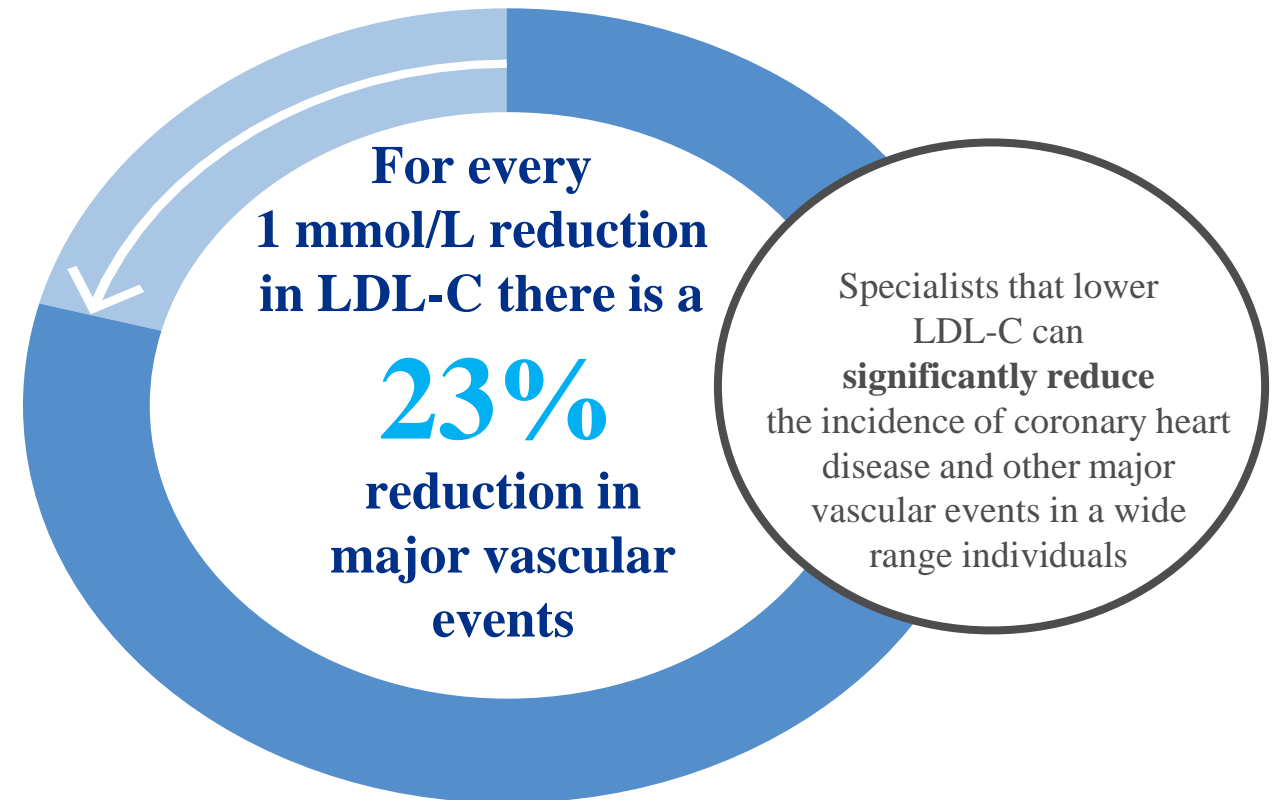 For every
1 mmol/L reduction
in LDL-C there is a
23%
reduction in
major vascular
events
Specialists that lower
LDL-C can
significantly reduce
the incidence of coronary heart
disease and other major
vascular events in a wide
range individuals